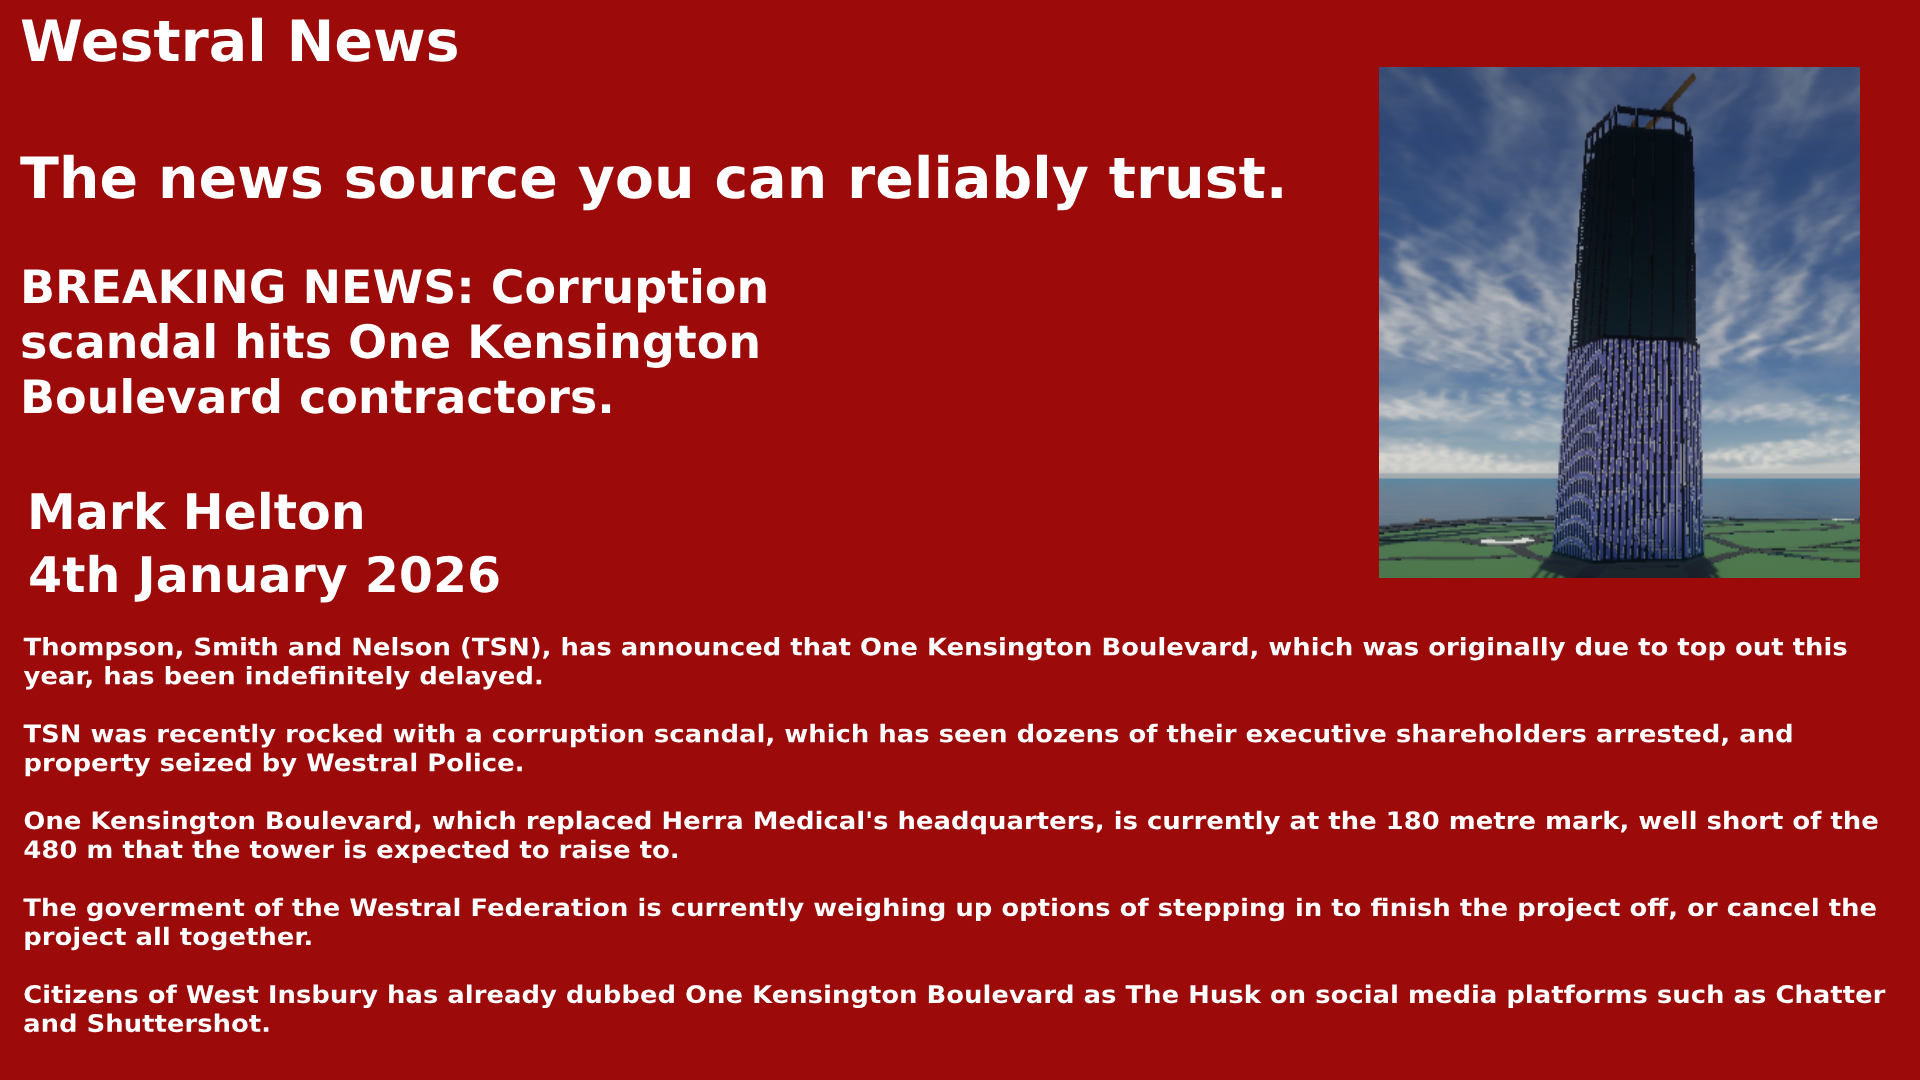 Westral News
The news source you can reliably trust.
BREAKING NEWS: Corruption
scandal hits One Kensington
Boulevard contractors.
Mark Helton
4th January 2026
Thompson, Smith and Nelson (TSN), has announced that One Kensington Boulevard, which was originally due to top out this
year, has been indefinitely delayed.
TSN was recently rocked with a corruption scandal, which has seen dozens of their executive shareholders arrested, and
property seized by Westral Police.
One Kensington Boulevard, which replaced Herra Medical's headquarters, is currently at the 180 metre mark, well short of the
480 m that the tower is expected to raise to.
The goverment of the Westral Federation is currently weighing up options of stepping in to finish the project off, or cancel the
project all together.
Citizens of West Insbury has already dubbed One Kensington Boulevard as The Husk on social media platforms such as Chatter
and Shuttershot.